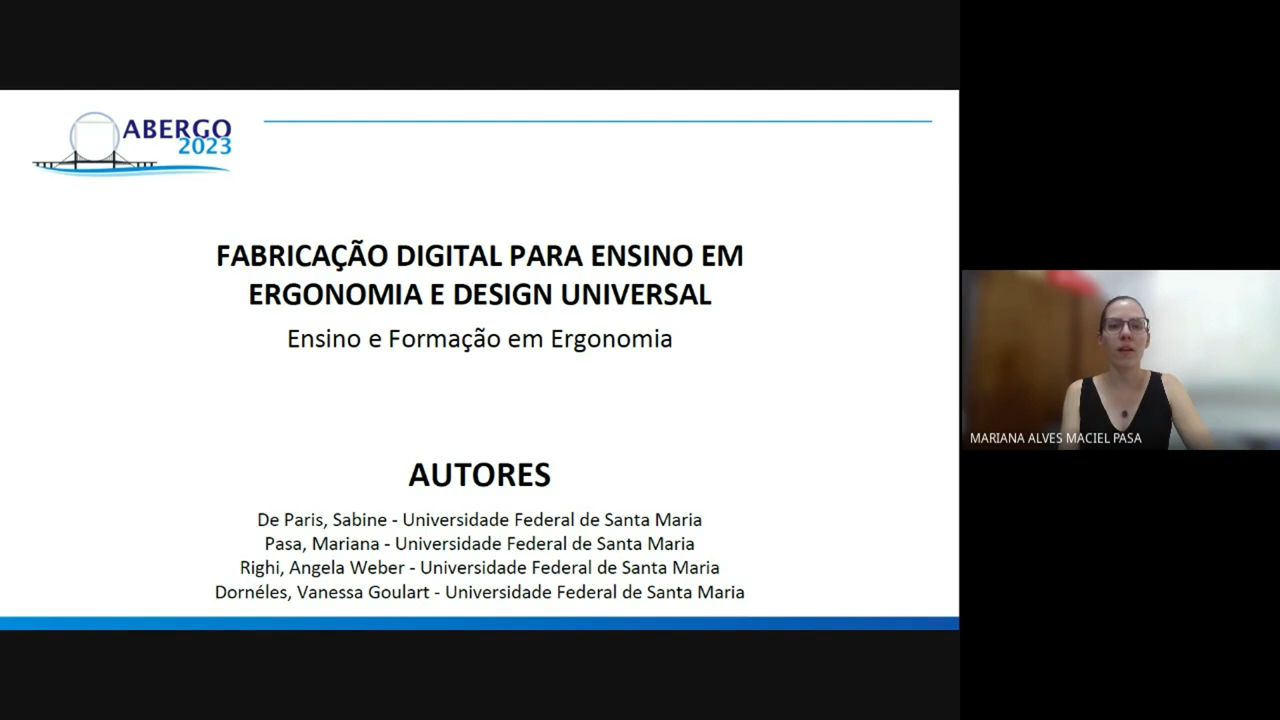 ABERGO
2023
FABRICAÇÃO DIGITAL PARA ENSINO EM
ERGONOMIA E DESIGN UNIVERSAL
Ensino e Formação em Ergonomia
AUTORES
De Paris, Sabine - Universidade Federal de Santa Maria
Pasa, Mariana - Universidade Federal de Santa Maria
Righi, Angela Weber - Universidade Federal de Santa Maria
Dornéles, Vanessa Goulart - Universidade Federal de Santa Maria
MARIANA ALVES MACIEL PASA